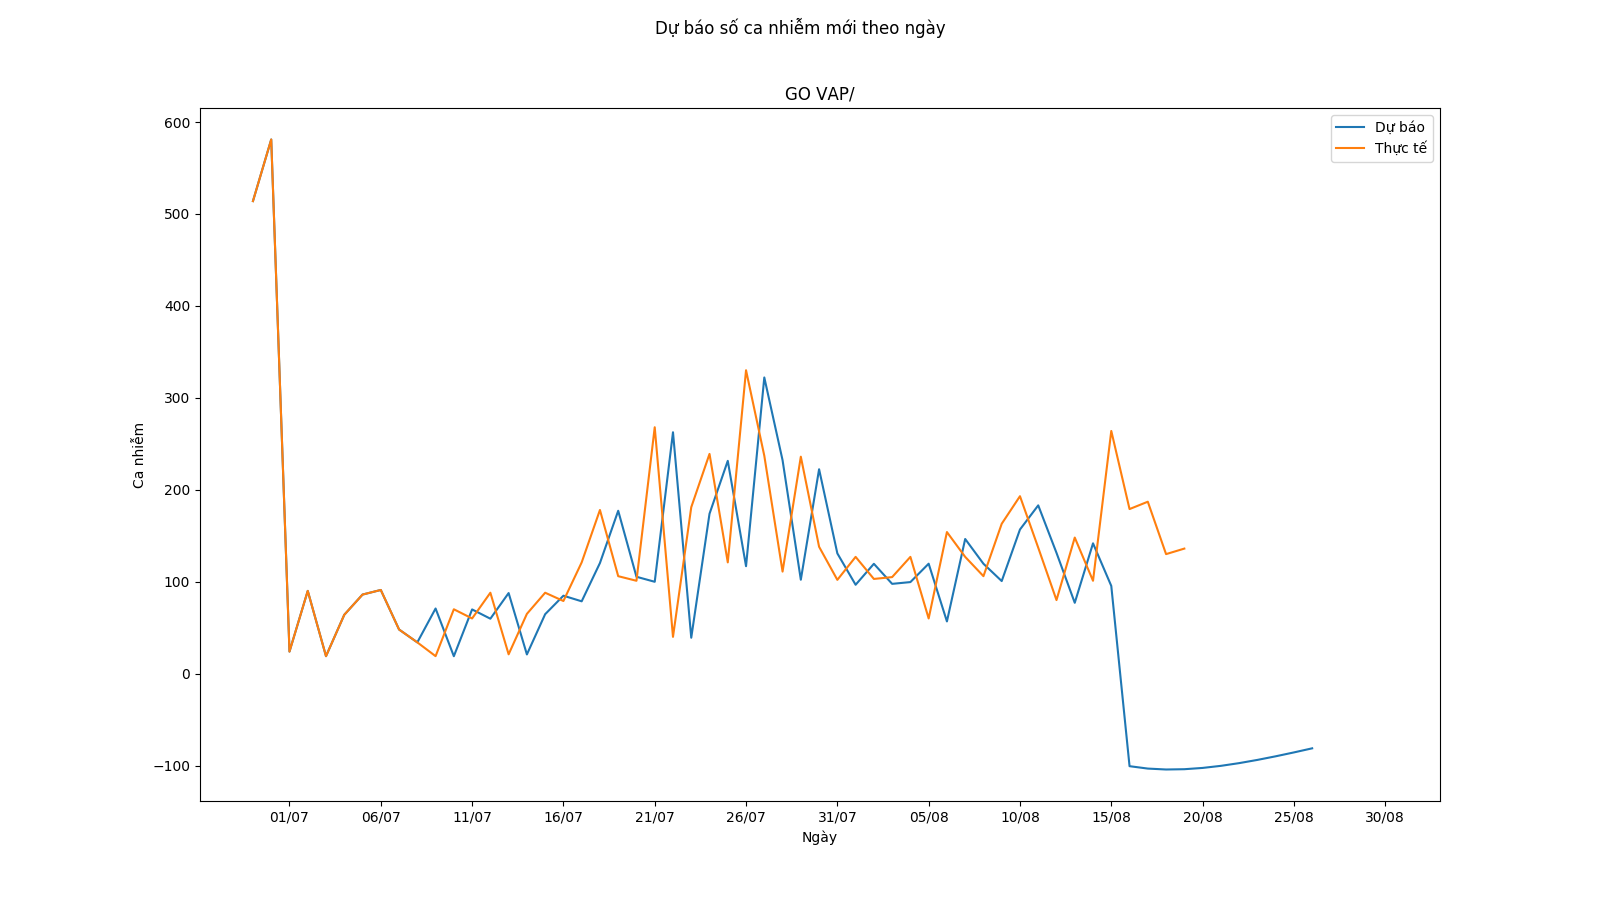 Dự báo số ca nhiễm mới theo ngày
GO VAP/
Dự báo
Thực tế
Ca nhiễm
600
500
400
300
200
100
0
−100
01/07 06/07 11/07 16/07 21/07 26/07 31/07 05/08 10/08 15/08 20/08 25/08 30/08
Ngày